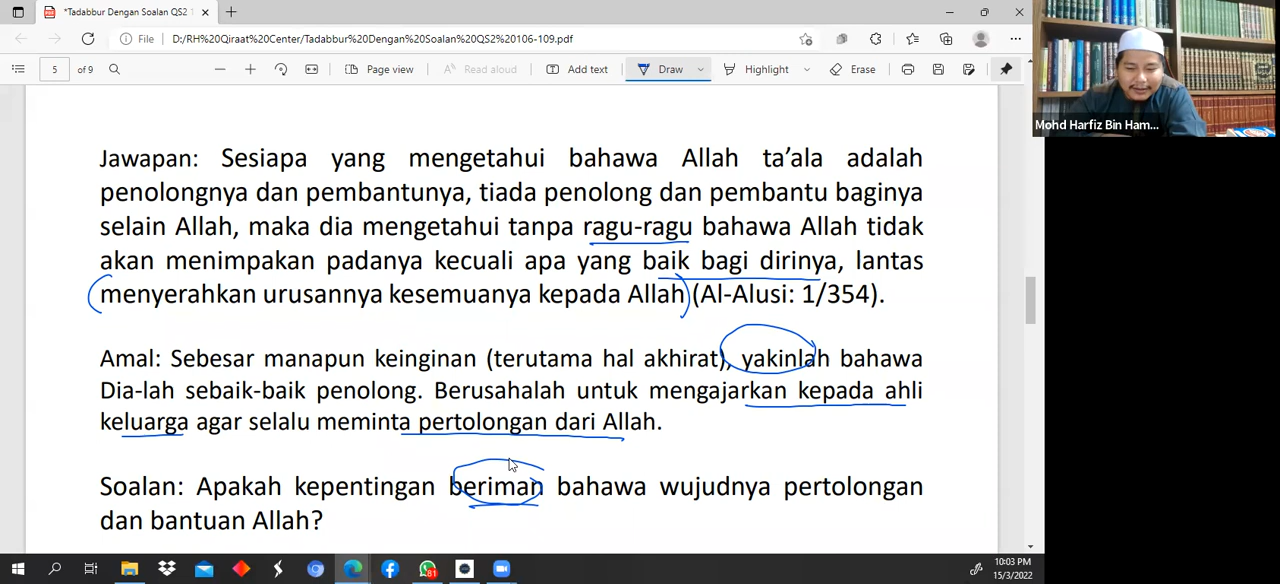 *Tadabbur Dengan Soalan QS2 1
File
D:/RH%20Qiraat%20Center/Tadabbur%20Dengan%20Soalan%20QS2%20106-109.pdf
5 of 9
Page view
Read aloud
Add text
Draw
Highlight
Erase
Mohd Harfiz Bin Ham...
Jawapan: Sesiapa yang mengetahui bahawa Allah ta’ala adalah
penolongnya dan pembantunya, tiada penolong dan pembantu baginya
selain Allah, maka dia mengetahui tanpa ragu-ragu bahawa Allah tidak
akan menimpakan padanya kecuali apa yang baik bagi dirinya, lantas
menyerahkan urusannya kesemuanya kepada Allah (Al-Alusi: 1/354).
Amal: Sebesar manapun keinginan (terutama hal akhirat), yakinlah bahawa
Dia-lah sebaik-baik penolong. Berusahalah untuk mengajarkan kepada ahli
keluarga agar selalu meminta pertolongan dari Allah.
Soalan: Apakah kepentingan beriman bahawa wujudnya pertolongan
dan bantuan Allah?
81
10:03 PM
15/3/2022